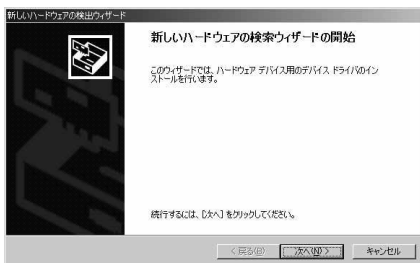 新しいハードウェアの検出ウィザード
新しいハードウェアの検索ウィザードの開始
このウィザードでは、ハードウェア デバイス用のデバイス ドライバのイン
ストールを行います。
続行するには、[次へ] をクリックしてください。
< 戻る(B) 次へ(N) > キャンセル